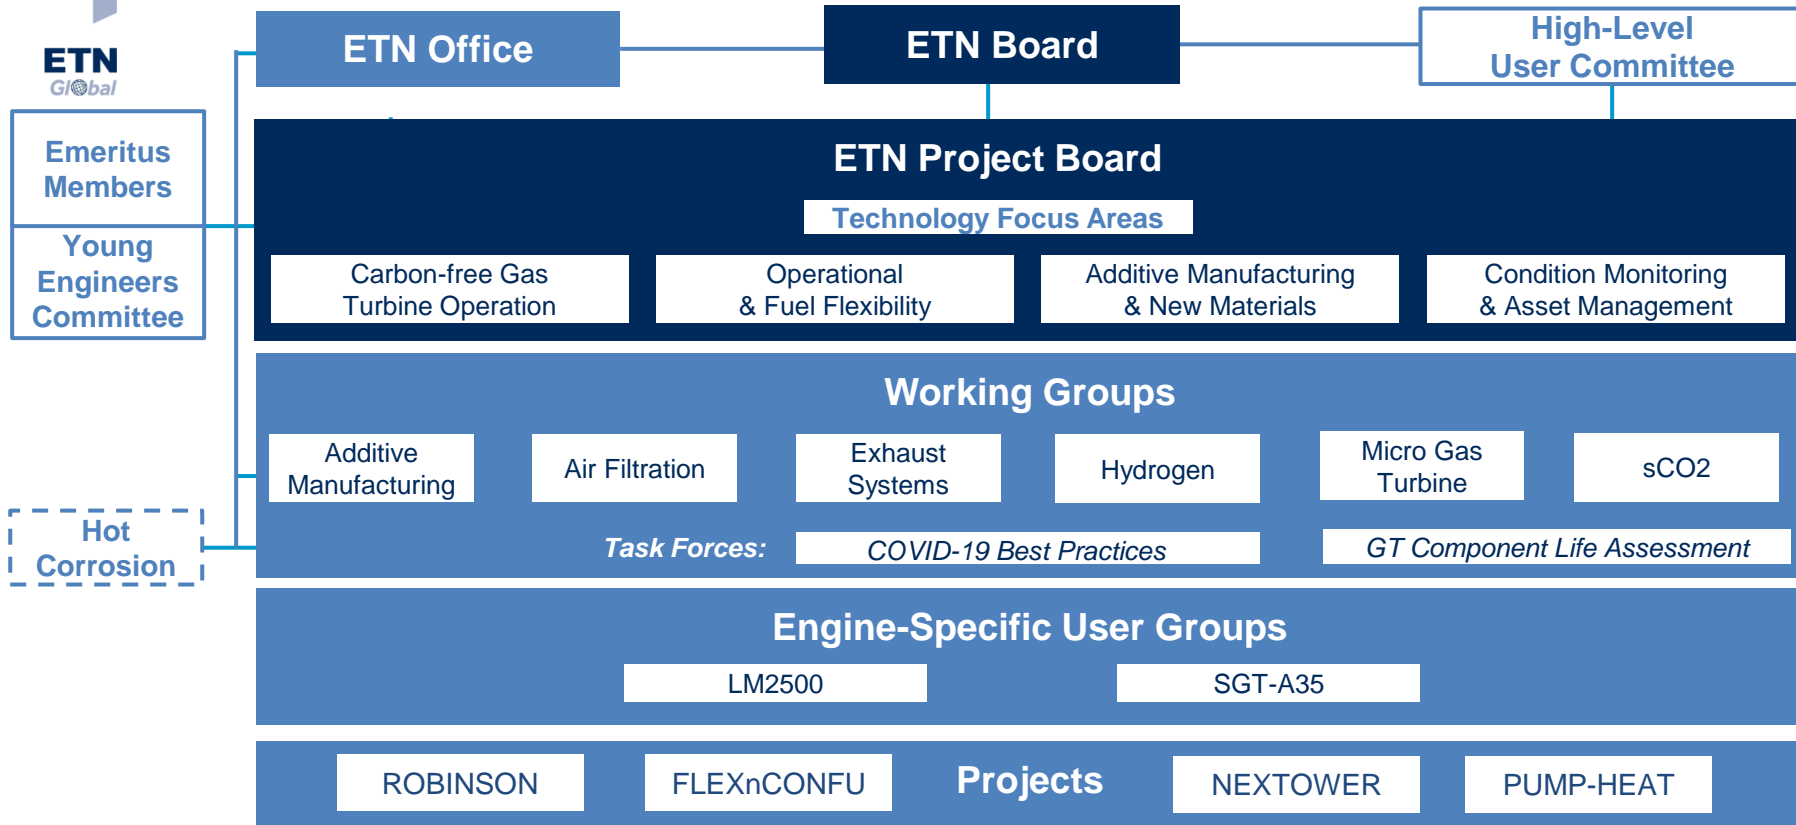 ETN
Global
ETN Office
ETN Board
High-Level
User Committee
Emeritus
Members
Young
Engineers
Committee
Hot
Corrosion
ETN Project Board
Technology Focus Areas
Carbon-free Gas
Turbine Operation
Operational
& Fuel Flexibility
Additive Manufacturing
& New Materials
Condition Monitoring
& Asset Management
Working Groups
Additive
Manufacturing
Air Filtration
Exhaust
Systems
Hydrogen
Micro Gas
Turbine
sCO2
Task Forces:
COVID-19 Best Practices
GT Component Life Assessment
Engine-Specific User Groups
LM2500
SGT-A35
ROBINSON
FLEXnCONFU
Projects
NEXTOWER
PUMP-HEAT